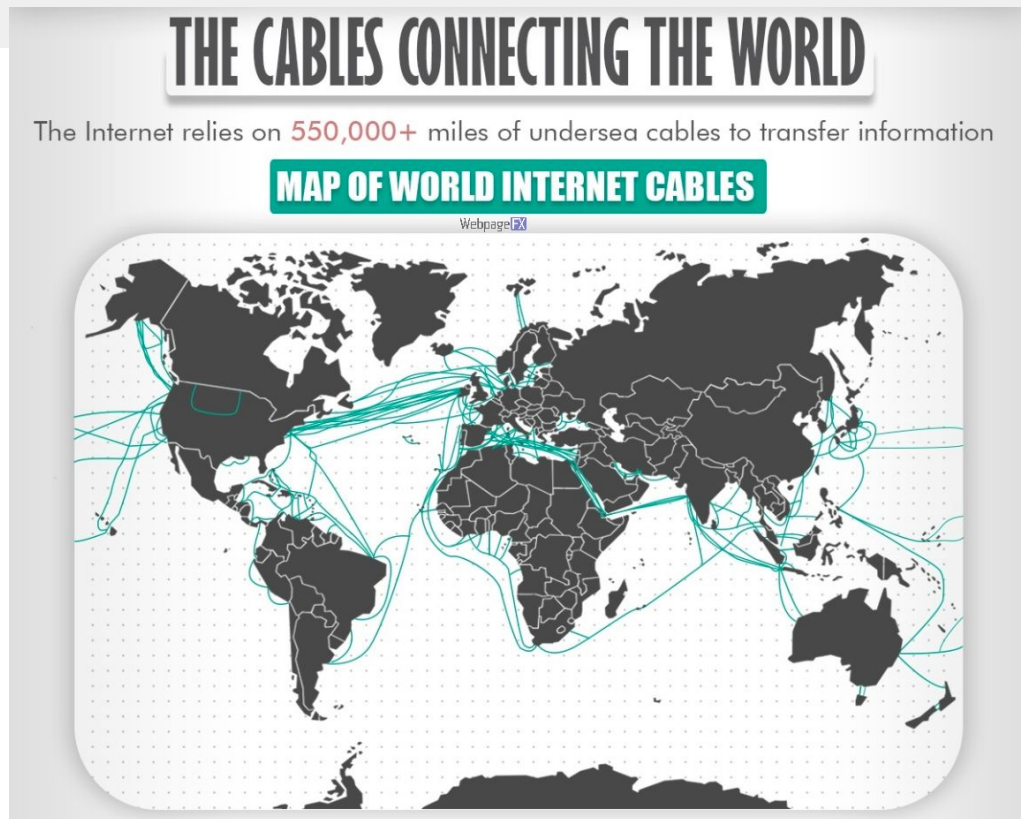 THE CABLES CONNECTING THE WORLD
The Internet relies on 550,000+ miles of undersea cables to transfer information
MAP OF WORLD INTERNET CABLES
WebpageFX